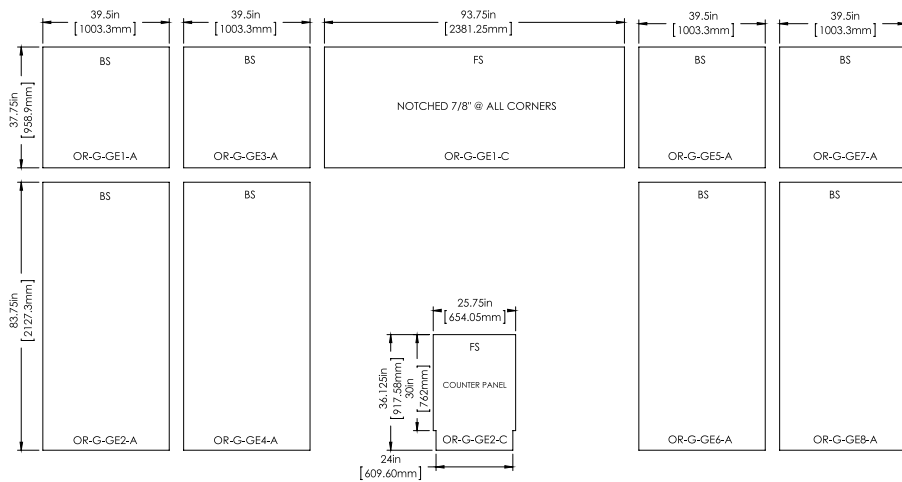 39.5in
[1003.3mm]
39.5in
[1003.3mm]
93.75in
[2381.25mm]
39.5in
[1003.3mm]
39.5in
[1003.3mm]
37.75in
[958.9mm]
BS
OR-G-GE1-A
BS
OR-G-GE3-A
FS
NOTCHED 7/8" @ ALL CORNERS
OR-G-GE1-C
BS
OR-G-GE5-A
BS
OR-G-GE7-A
83.75in
[2127.3mm]
BS
OR-G-GE2-A
BS
OR-G-GE4-A
25.75in
[654.05mm]
36.125in
[917.58mm]
30in
[762mm]
FS
COUNTER PANEL
OR-G-GE2-C
24in
[609.60mm]
BS
OR-G-GE6-A
BS
OR-G-GE8-A